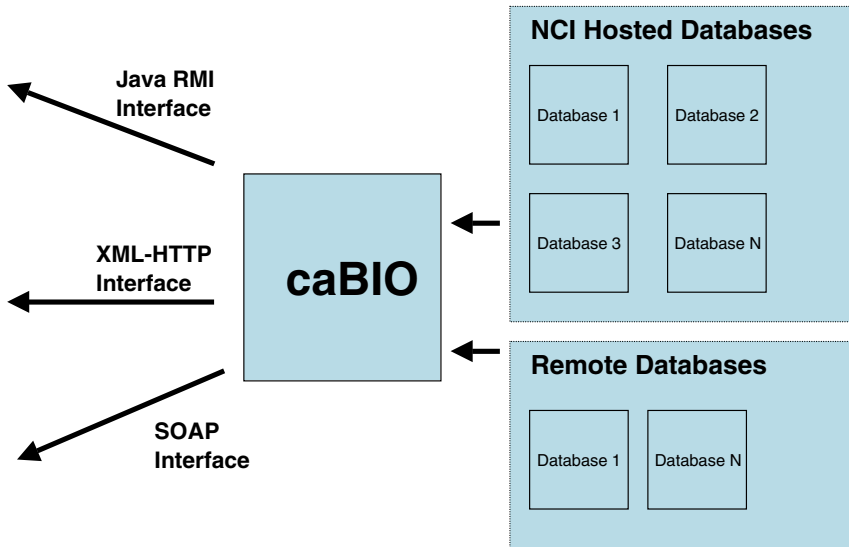 Java RMI
Interface
XML-HTTP
Interface
SOAP
Interface
caBIO
NCI Hosted Databases
Database 1
Database 2
Database 3
Database N
Remote Databases
Database 1
Database N